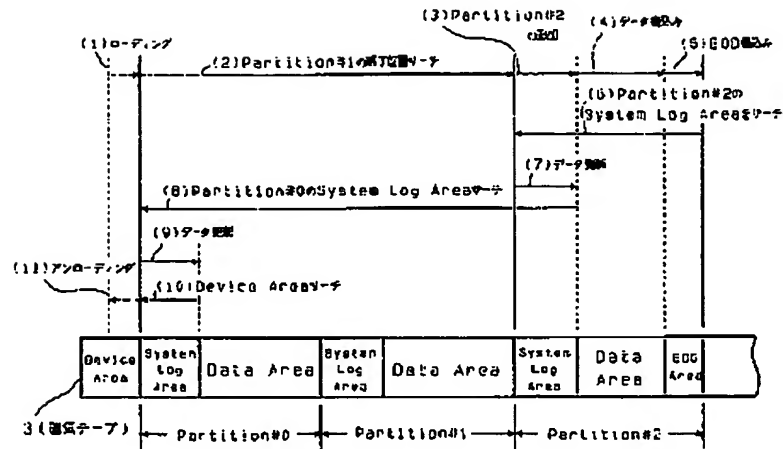 (1)ローディング
(2)Partition#1の終了位置サーチ
(3)Partition#2
(4)データ書込み
(5)EOD書込み
(6)Partition#2の
System Log Areaをサーチ
(7)データ更新
(8)Partition#0のSystem Log Areaサーチ
(9)データ更新
(10)Device Areaサーチ
(11)アンローディング
Device
Area
System
Log
Area
Data Area
System
Log
Area
Data Area
System
Log
Area
Data
Area
EOD
Area
3(磁気テープ)
Partition#0
Partition#1
Partition#2